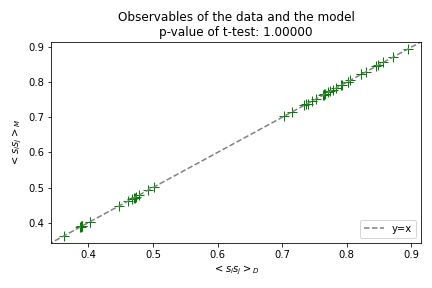 Observables of the data and the model
p-value of t-test: 1.00000
0.9
0.8
0.7
0.6
0.5
0.4
< s_i s_j >_M
y=x
0.4 0.5 0.6 0.7 0.8 0.9
< s_i s_j >_D